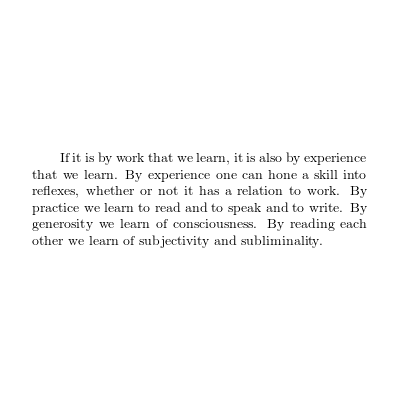 If it is by work that we learn, it is also by experience
that we learn. By experience one can hone a skill into
reflexes, whether or not it has a relation to work. By
practice we learn to read and to speak and to write. By
generosity we learn of consciousness. By reading each
other we learn of subjectivity and subliminality.